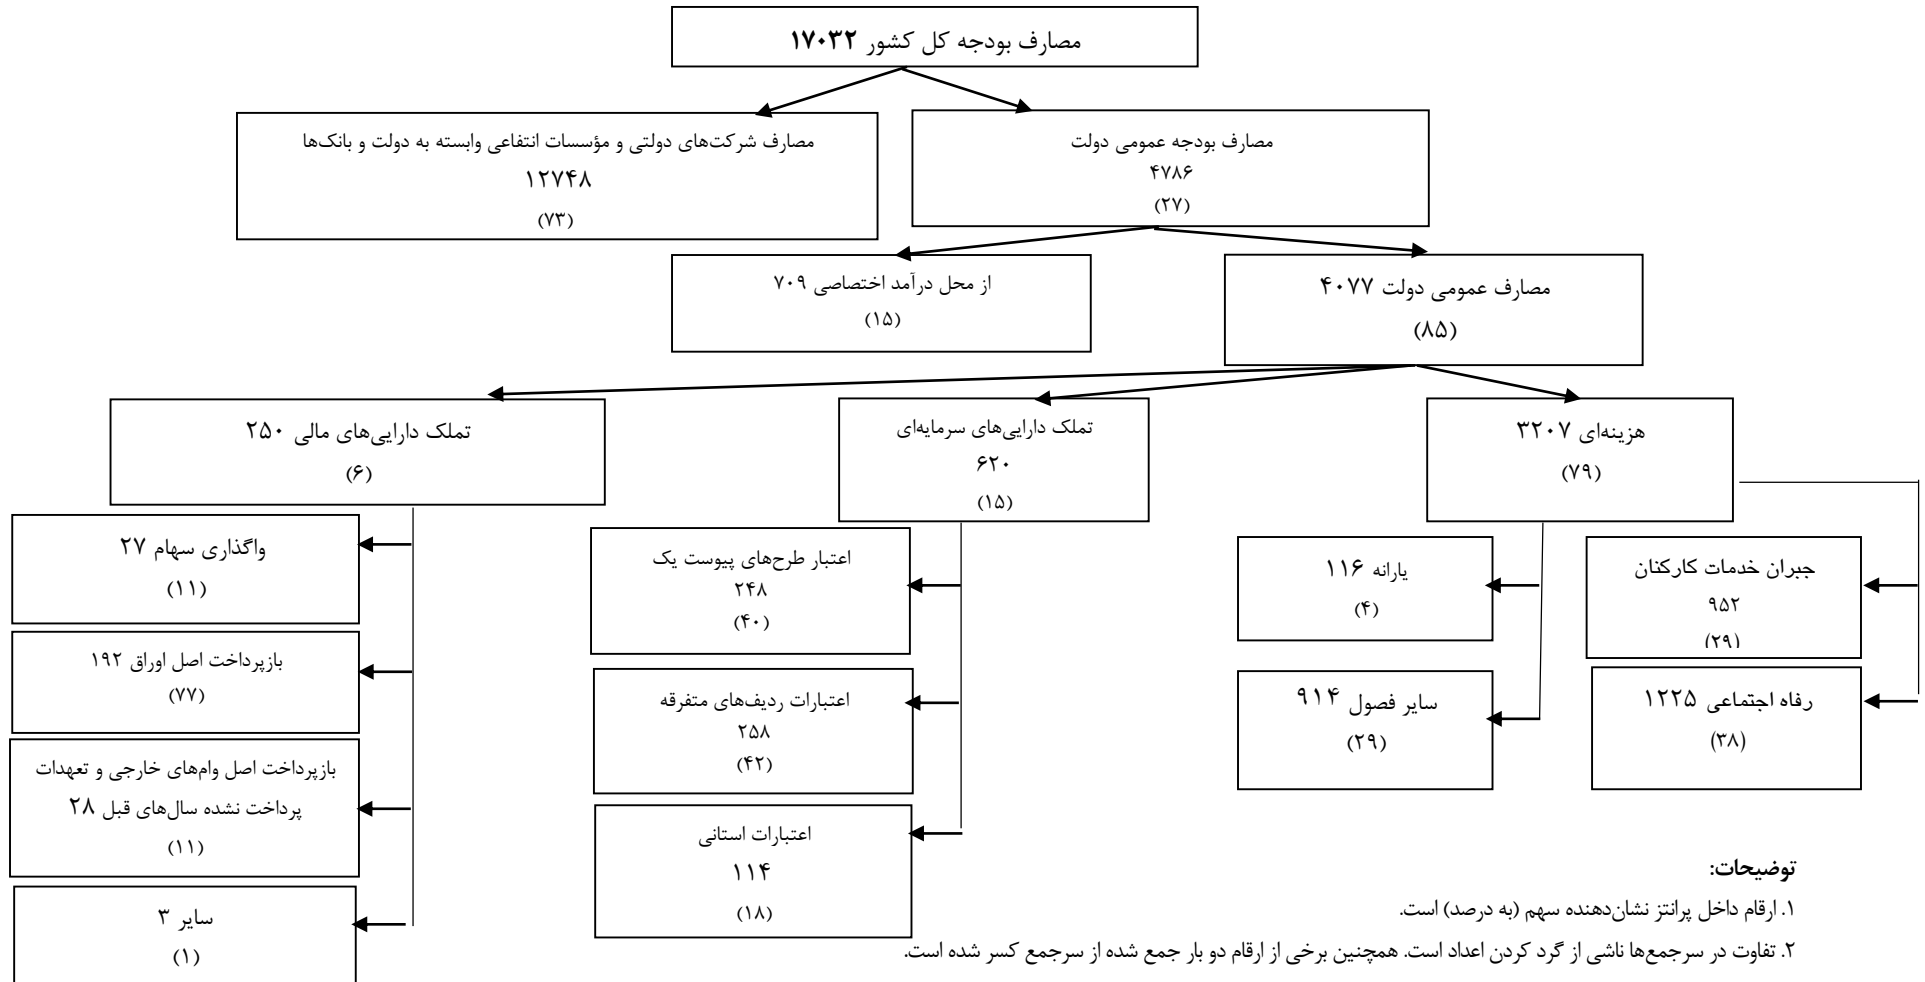 مصارف بودجه کل کشور ۱۷۰۳۲
مصارف بودجه عمومی دولت
۴۷۸۶
(۲۷)
مصارف شرکت‌های دولتی و مؤسسات انتفاعی وابسته به دولت و بانک‌ها
۱۲۷۴۸
(۷۳)
مصارف عمومی دولت ۴۰۷۷
(۸۵)
از محل درآمد اختصاصی ۷۰۹
(۱۵)
هزینه‌ای ۳۲۰۷
(۷۹)
تملک دارایی‌های سرمایه‌ای
۶۲۰
(۱۵)
تملک دارایی‌های مالی ۲۵۰
(۶)
جبران خدمات کارکنان
۹۵۲
(۲۹)
رفاه اجتماعی ۱۲۲۵
(۳۸)
یارانه ۱۱۶
(۴)
سایر فصول ۹۱۴
(۲۹)
اعتبار طرح‌های پیوست یک
۲۴۸
(۴۰)
اعتبارات ردیف‌های متفرقه
۲۵۸
(۴۲)
اعتبارات استانی
۱۱۴
(۱۸)
واگذاری سهام ۲۷
(۱۱)
بازپرداخت اصل اوراق ۱۹۲
(۷۷)
بازپرداخت اصل وام‌های خارجی و تعهدات
پرداخت نشده سال‌های قبل ۲۸
(۱۱)
سایر ۳
(۱)
توضیحات:
۱. ارقام داخل پرانتز نشان‌دهنده سهم (به درصد) است.
۲. تفاوت در سرجمع‌ها ناشی از گرد کردن اعداد است. همچنین برخی از ارقام دو بار جمع شده از سرجمع کسر شده است.